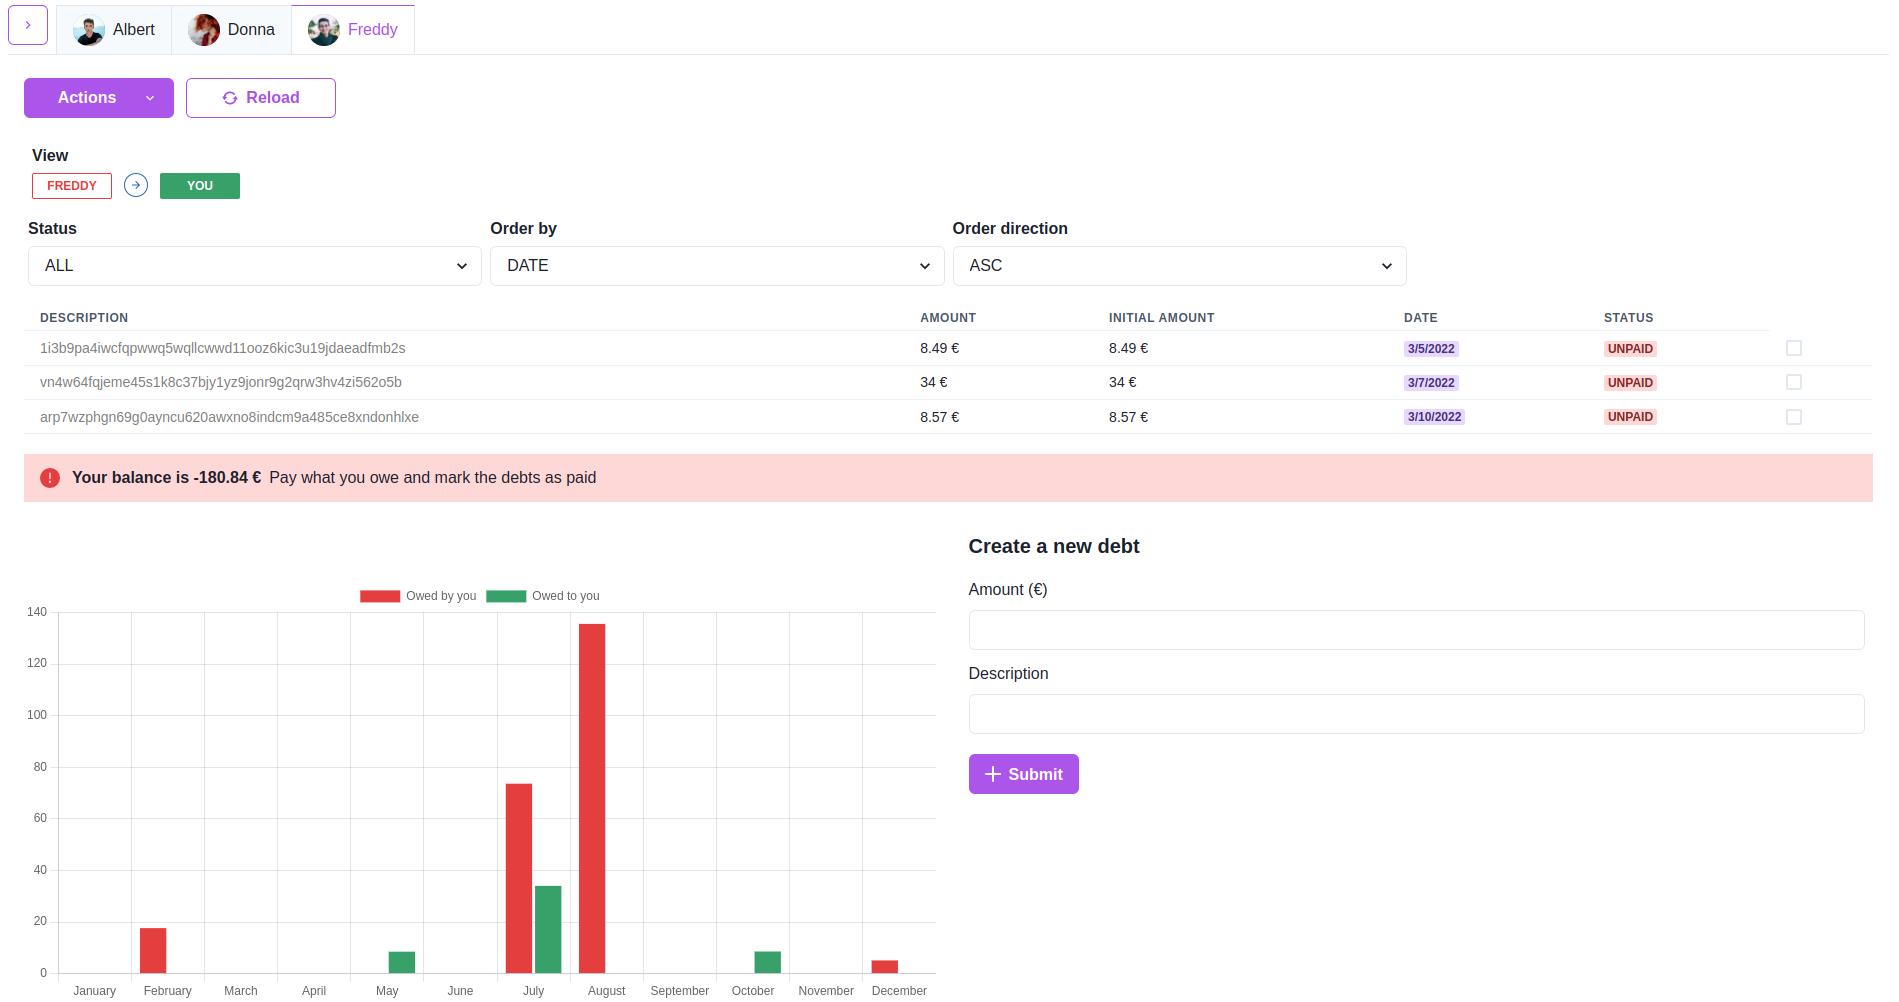 Albert Donna Freddy
Actions Reload
View
FREDDY YOU
Status Order by Order direction
ALL DATE ASC
DESCRIPTION AMOUNT INITIAL AMOUNT DATE STATUS
1i3b9pa4iwcfqpwwq5wqllcwwd11ooz6kic3u19jdaeadfmb2s 8.49 € 8.49 € 3/5/2022 UNPAID
vn4w64fqjeme45s1k8c37bjy1yz9jonr9g2qrw3hv4zi562o5b 34 € 34 € 3/7/2022 UNPAID
arp7wzphgn69g0ayncu620awxno8indcm9a485ce8xndonhlxe 8.57 € 8.57 € 3/10/2022 UNPAID
Your balance is -180.84 € Pay what you owe and mark the debts as paid
Owed by you Owed to you
140
120
100
80
60
40
20
0
January February March April May June July August September October November December
Create a new debt
Amount (€)
Description
Submit